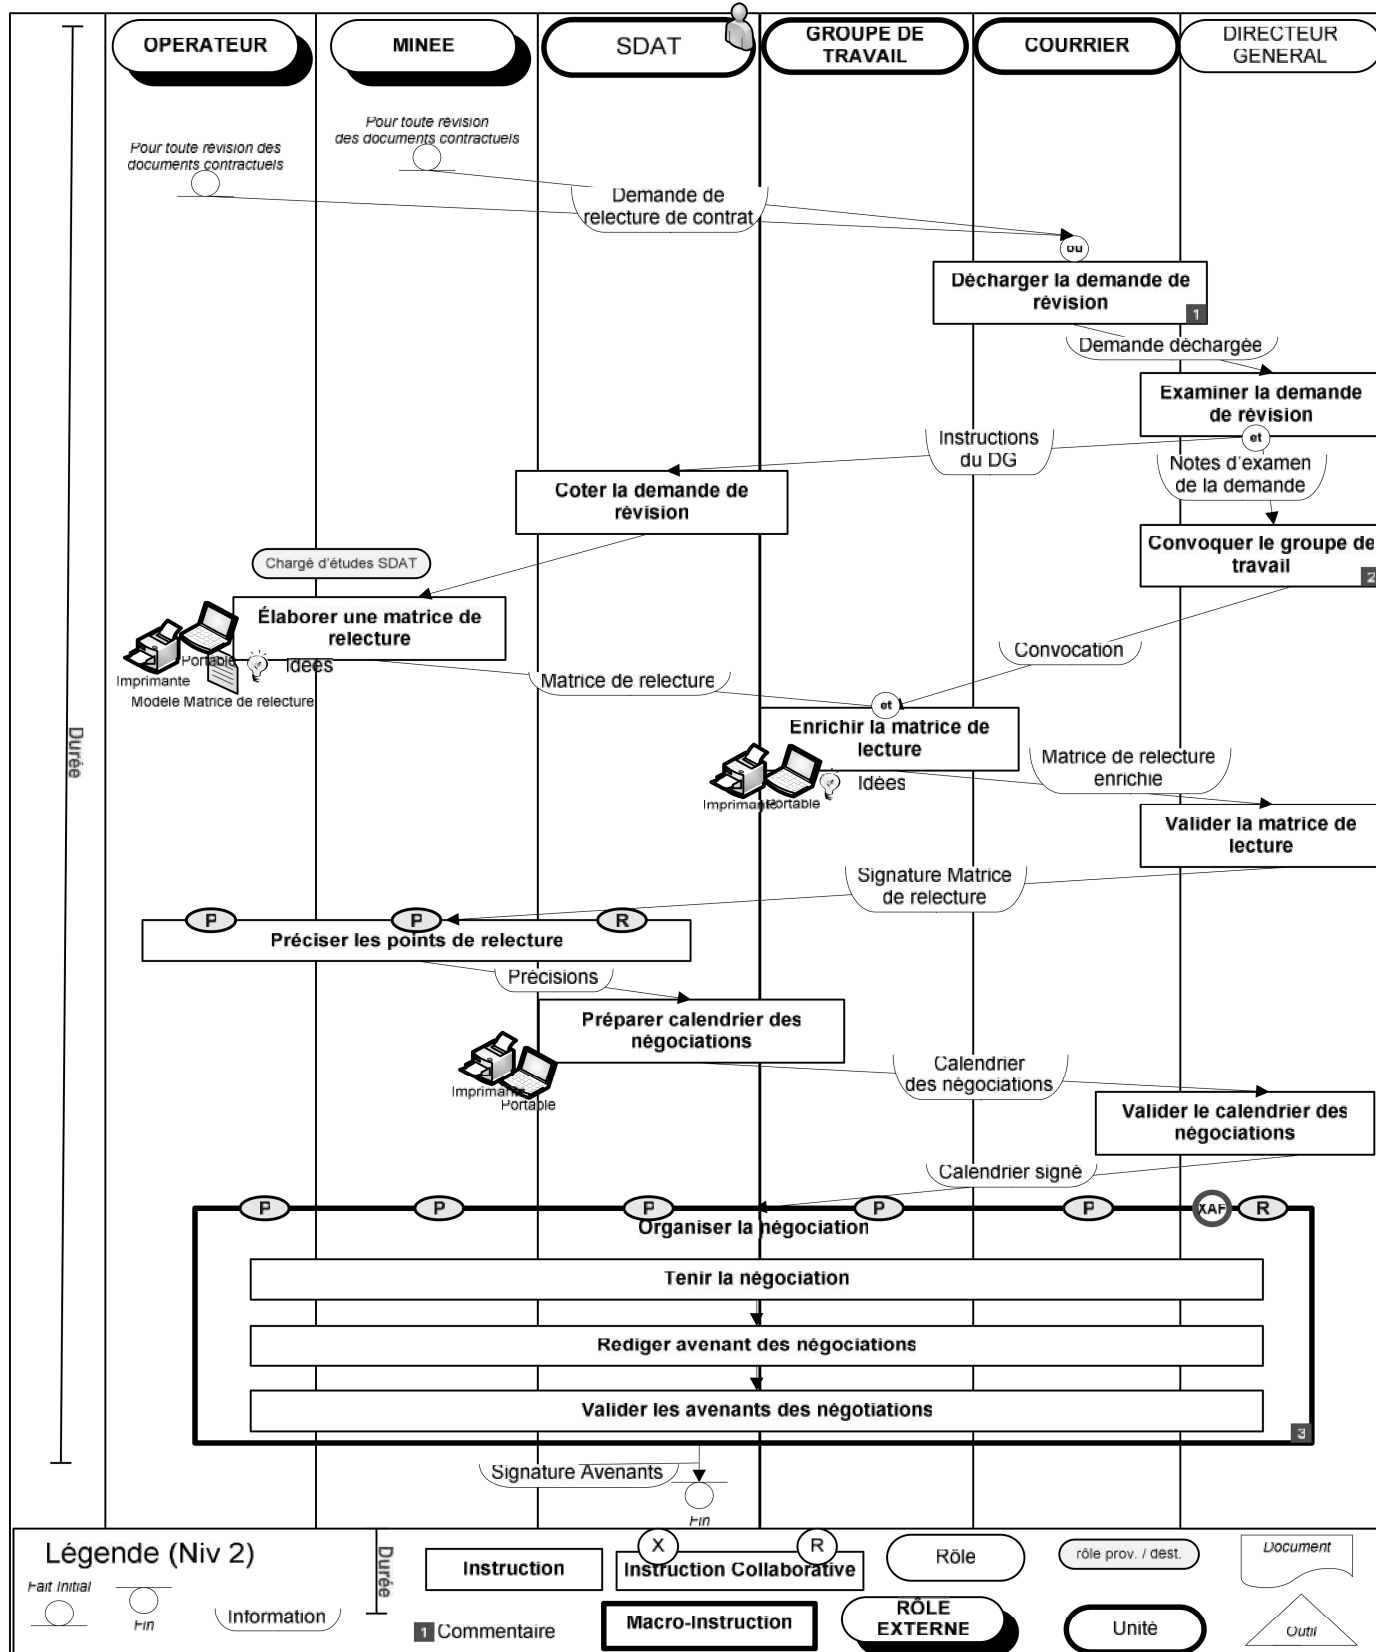 OPERATEUR
MINEE
SDAT
GROUPE DE
TRAVAIL
COURRIER
DIRECTEUR
GENERAL
Pour toute révision
des documents contractuels
Pour toute révision des
documents contractuels
Demande de
relecture de contrat
ou
Décharger la demande de
révision
1
Demande déchargée
Examiner la demande
de révision
et
Instructions
du DG
Notes d'examen
de la demande
Coter la demande de
révision
Convoquer le groupe de
travail
2
Chargé d'études SDAT
Élaborer une matrice de
relecture
Portable
Imprimante
Idées
Modèle Matrice de relecture
Convocation
Matrice de relecture
et
Enrichir la matrice de
lecture
Imprimante
Portable
Idées
Matrice de relecture
enrichie
Durée
Valider la matrice de
lecture
Signature Matrice
de relecture
P
P
R
Préciser les points de relecture
Précisions
Préparer calendrier des
négociations
Imprimante
Portable
Calendrier
des négociations
Valider le calendrier des
négociations
Calendrier signé
P
P
P
P
P
XAF
R
Organiser la négociation
Tenir la négociation
Rediger avenant des négociations
Valider les avenants des négotiations
3
Signature Avenants
Fin
Légende (Niv 2)
Fait Initial
Fin
Information
Durée
Instruction
1 Commentaire
X
R
Instruction Collaborative
Macro-Instruction
Rôle
RÔLE
EXTERNE
rôle prov. / dest.
Unité
Document
Outil